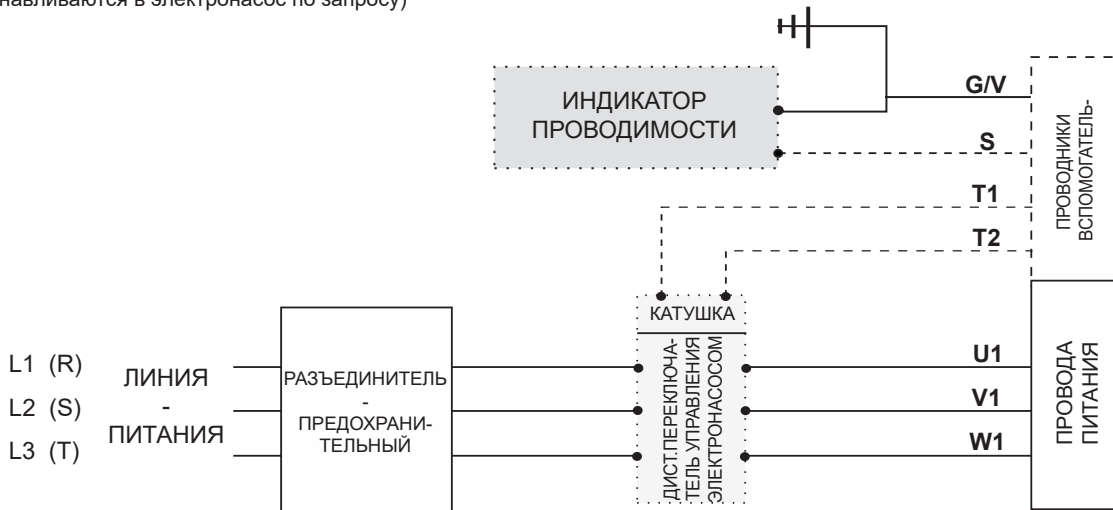 навливаются в электронасос по запросу)
ИНДИКАТОР
ПРОВОДИМОСТИ
G/V
S
T1
T2
ПРОВОДНИКИ
ВСПОМОГАТЕЛЬ-
КАТУШКА
ДИСТ.ПЕРЕКЛЮЧА-
ТЕЛЬ УПРАВЛЕНИЯ
ЭЛЕКТРОНАСОСОМ
L1 (R)
L2 (S)
L3 (T)
ЛИНИЯ
-
ПИТАНИЯ
РАЗЪЕДИНИТЕЛЬ
-
ПРЕДОХРАНИ-
ТЕЛЬНЫЙ
U1
V1
W1
ПРОВОДА
ПИТАНИЯ